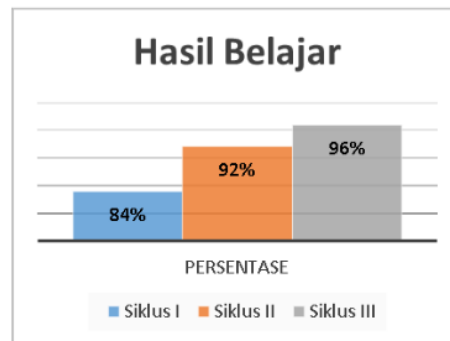 Hasil Belajar
96%
92%
84%
PERSENTASE
Siklus I Siklus II Siklus III